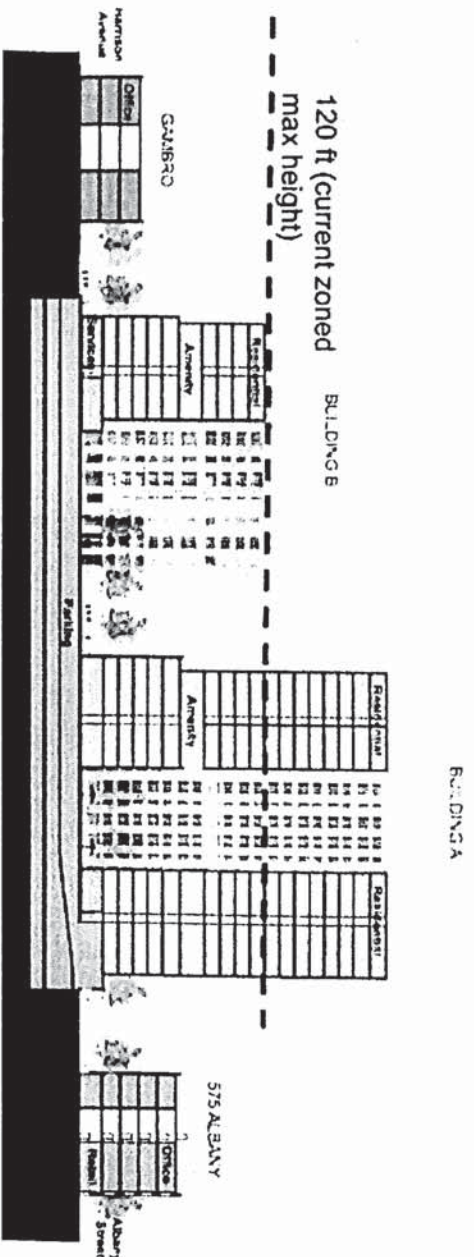 BUILDING A
120 ft (current zoned
max height)
BUILDING B
GAMBRO
575 ALBANY
Residential
Residential
Residential
Amenity
Amenity
Office
Office
Services
Retail
Parking
Harrison
Avenue
Albany
Street